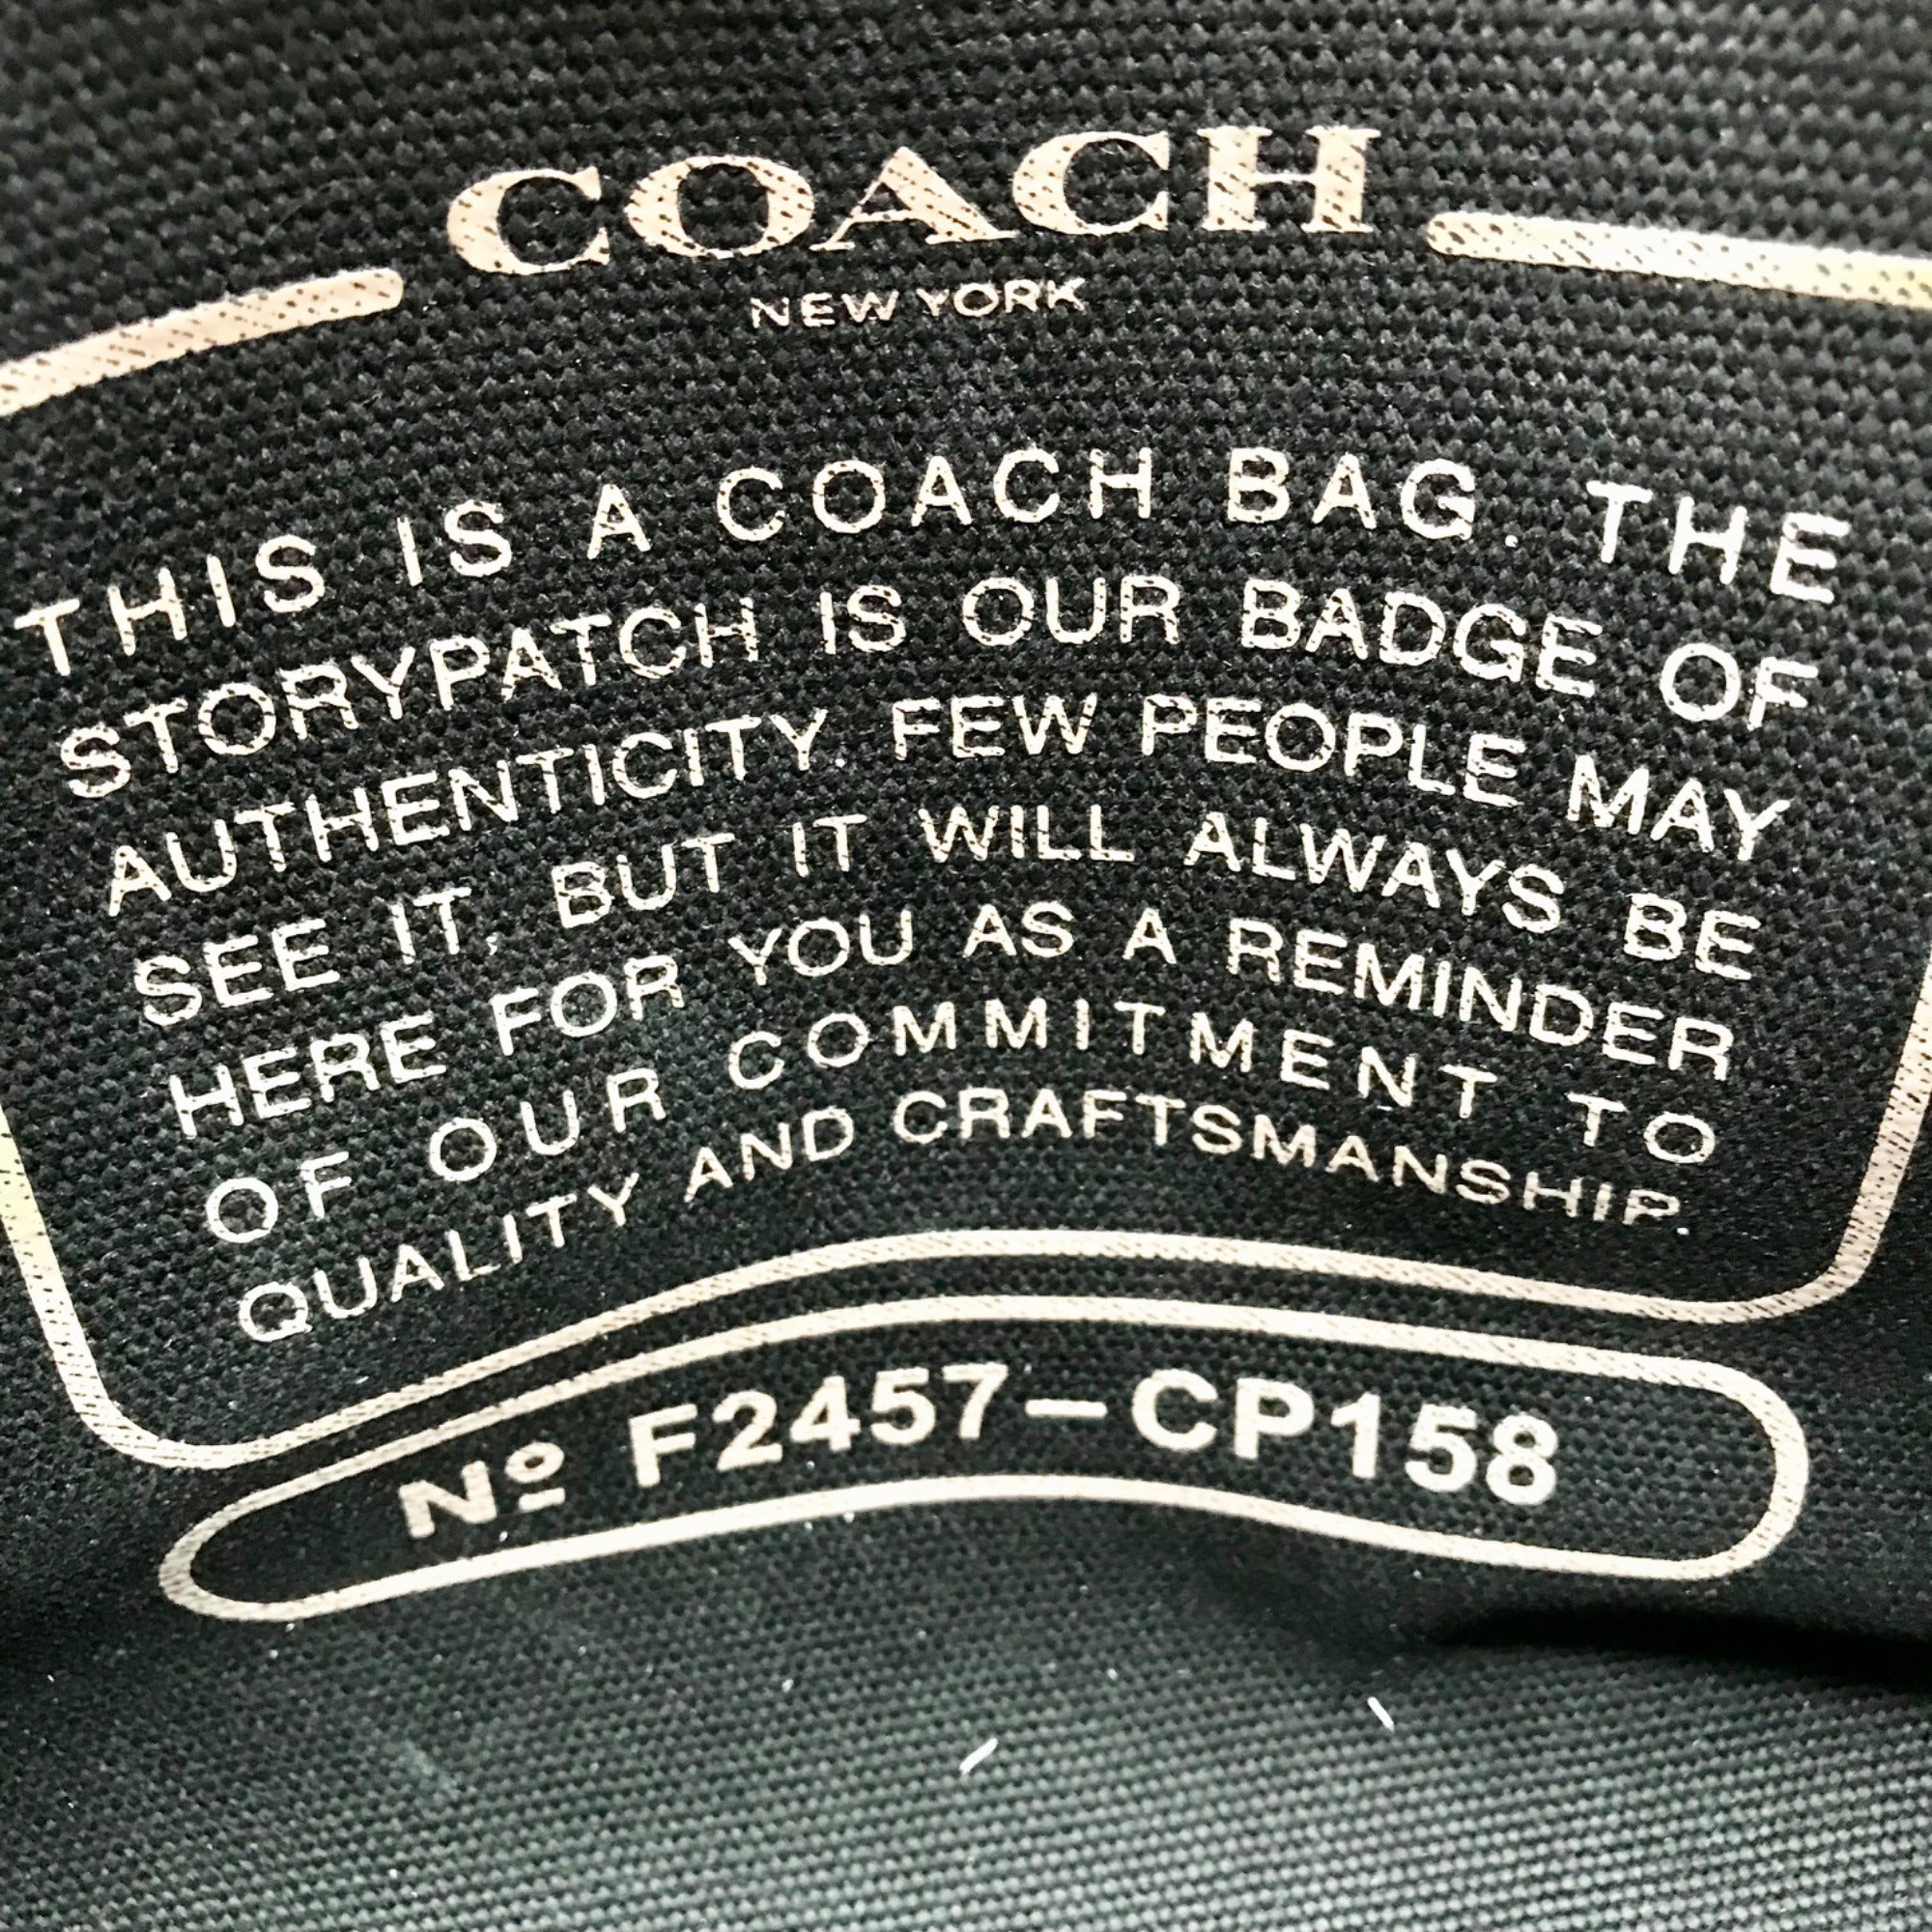 COACH
NEW YORK
THIS IS A COACH BAG. THE
STORYPATCH IS OUR BADGE OF
AUTHENTICITY. FEW PEOPLE MAY
SEE IT, BUT IT WILL ALWAYS BE
HERE FOR YOU AS A REMINDER
OF OUR COMMITMENT TO
QUALITY AND CRAFTSMANSHIP.
Nº F2457-CP158